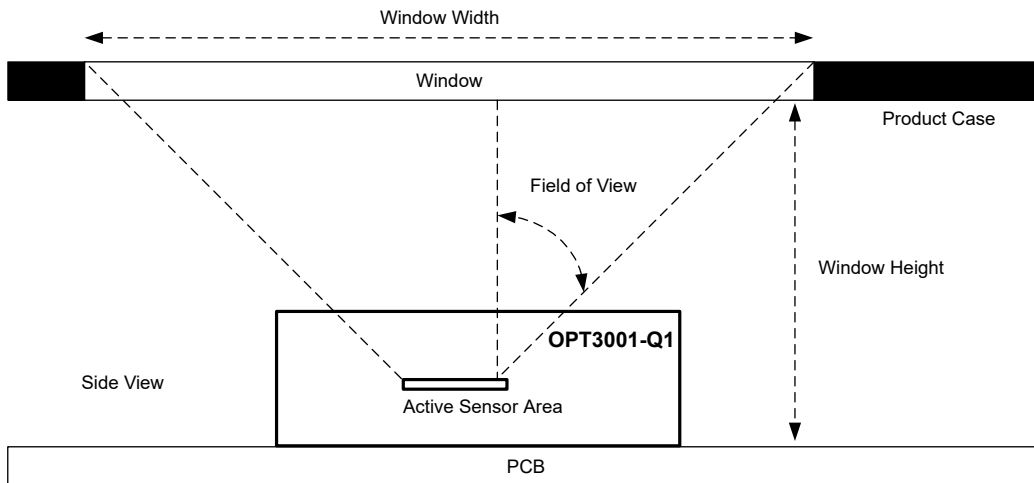 Window Width
Window
Product Case
Field of View
Window Height
OPT3001-Q1
Side View
Active Sensor Area
PCB